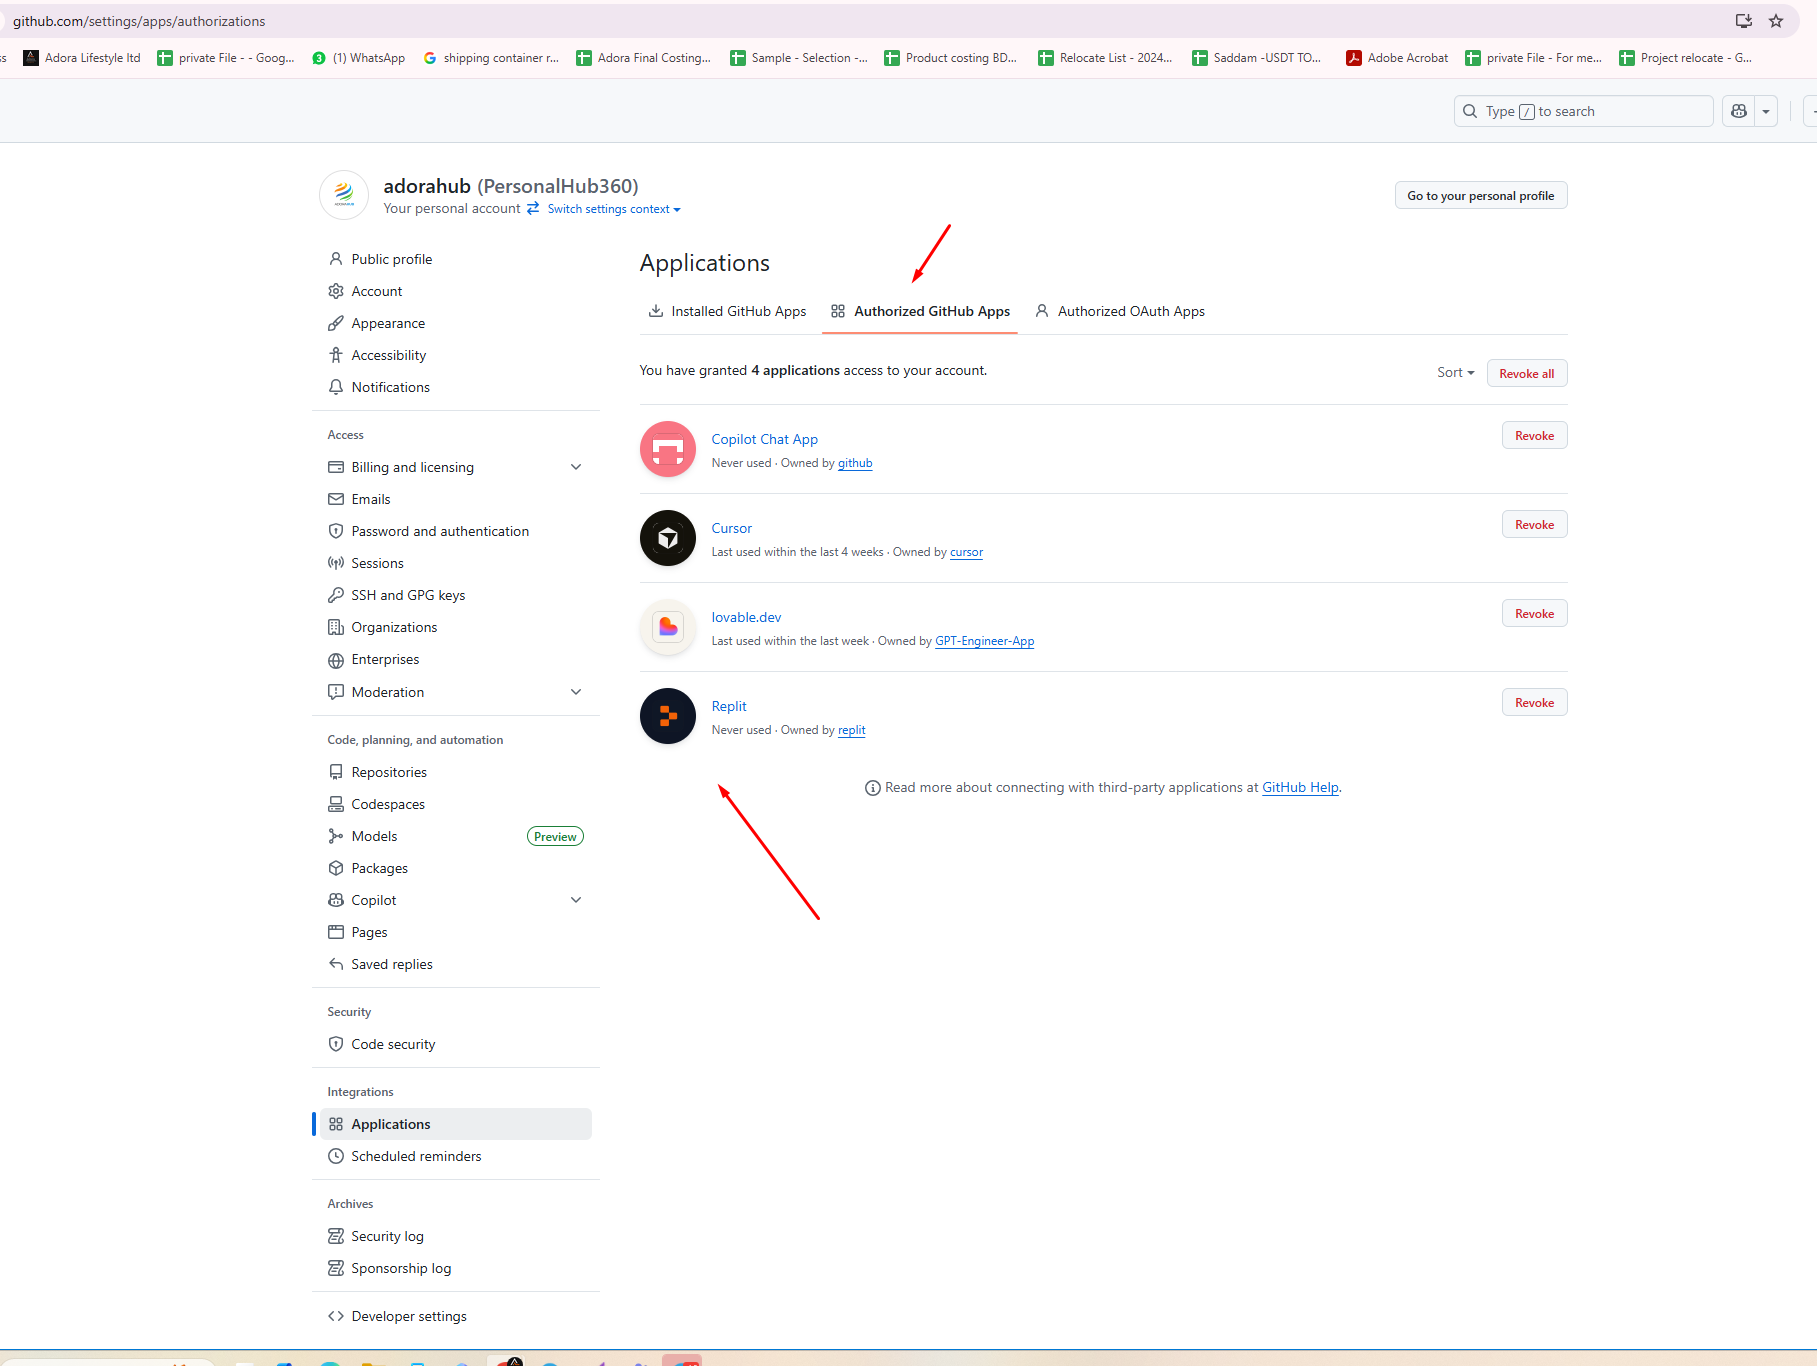 github.com/settings/apps/authorizations
ss Adora Lifestyle ltd private File - - Goog... 3 (1) WhatsApp shipping container r... Adora Final Costing... Sample - Selection -... Product costing BD... Relocate List - 2024... Saddam -USDT TO... Adobe Acrobat private File - For me... Project relocate - G...
Type / to search
adorahub (PersonalHub360)
Your personal account Switch settings context
Go to your personal profile
Public profile
Account
Appearance
Accessibility
Notifications
Access
Billing and licensing
Emails
Password and authentication
Sessions
SSH and GPG keys
Organizations
Enterprises
Moderation
Code, planning, and automation
Repositories
Codespaces
Models Preview
Packages
Copilot
Pages
Saved replies
Security
Code security
Integrations
Applications
Scheduled reminders
Archives
Security log
Sponsorship log
Developer settings
Applications
Installed GitHub Apps Authorized GitHub Apps Authorized OAuth Apps
You have granted 4 applications access to your account.
Sort Revoke all
Copilot Chat App
Never used · Owned by github
Revoke
Cursor
Last used within the last 4 weeks · Owned by cursor
Revoke
lovable.dev
Last used within the last week · Owned by GPT-Engineer-App
Revoke
Replit
Never used · Owned by replit
Revoke
Read more about connecting with third-party applications at GitHub Help.